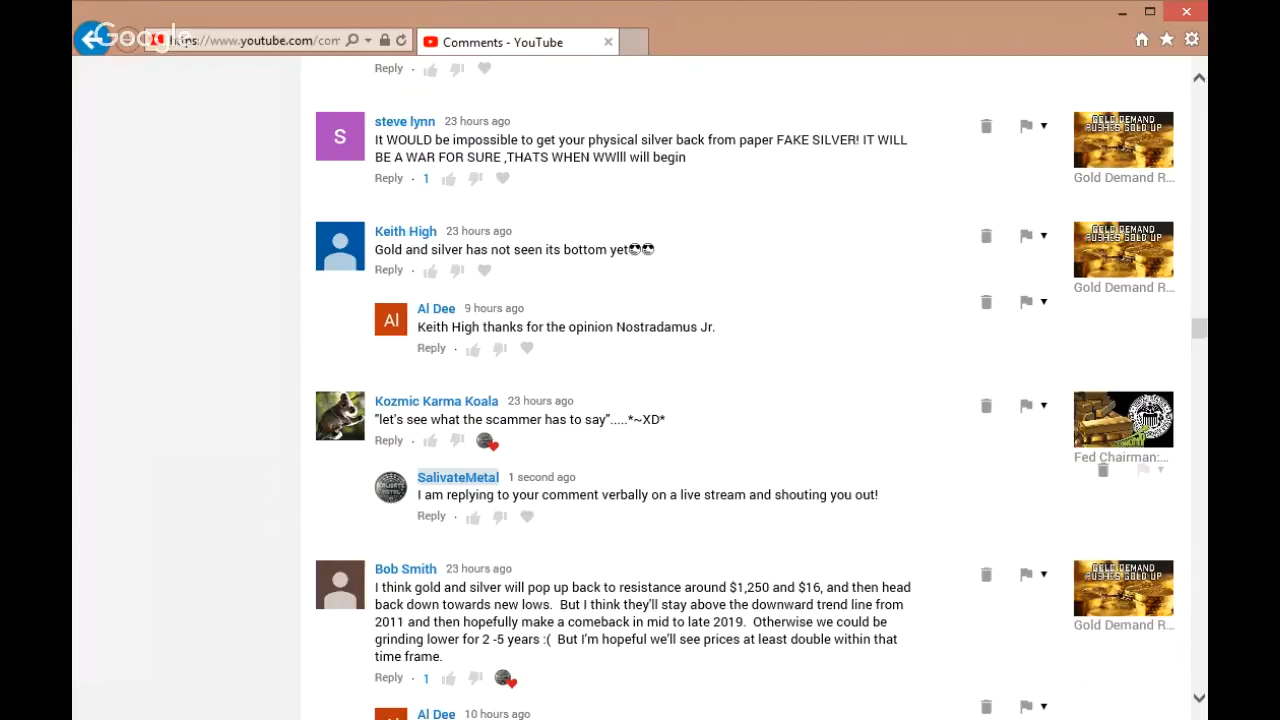 Google
https://www.youtube.com/com
Comments - YouTube
Reply ·
S
steve lynn 23 hours ago
It WOULD be impossible to get your physical silver back from paper FAKE SILVER! IT WILL
BE A WAR FOR SURE ,THATS WHEN WWlll will begin
Reply · 1
GOLD DEMAND
PUSHES GOLD UP
Gold Demand R...
Keith High 23 hours ago
Gold and silver has not seen its bottom yet😎😎
Reply ·
GOLD DEMAND
PUSHES GOLD UP
Gold Demand R...
Al
Al Dee 9 hours ago
Keith High thanks for the opinion Nostradamus Jr.
Reply ·
Kozmic Karma Koala 23 hours ago
"let's see what the scammer has to say".....*~XD*
Reply ·
Fed Chairman:...
SalivateMetal 1 second ago
I am replying to your comment verbally on a live stream and shouting you out!
Reply ·
Bob Smith 23 hours ago
I think gold and silver will pop up back to resistance around $1,250 and $16, and then head
back down towards new lows.  But I think they'll stay above the downward trend line from
2011 and then hopefully make a comeback in mid to late 2019.  Otherwise we could be
grinding lower for 2 -5 years :(  But I'm hopeful we'll see prices at least double within that
time frame.
Reply · 1
GOLD DEMAND
PUSHES GOLD UP
Gold Demand R...
Al Dee 10 hours ago